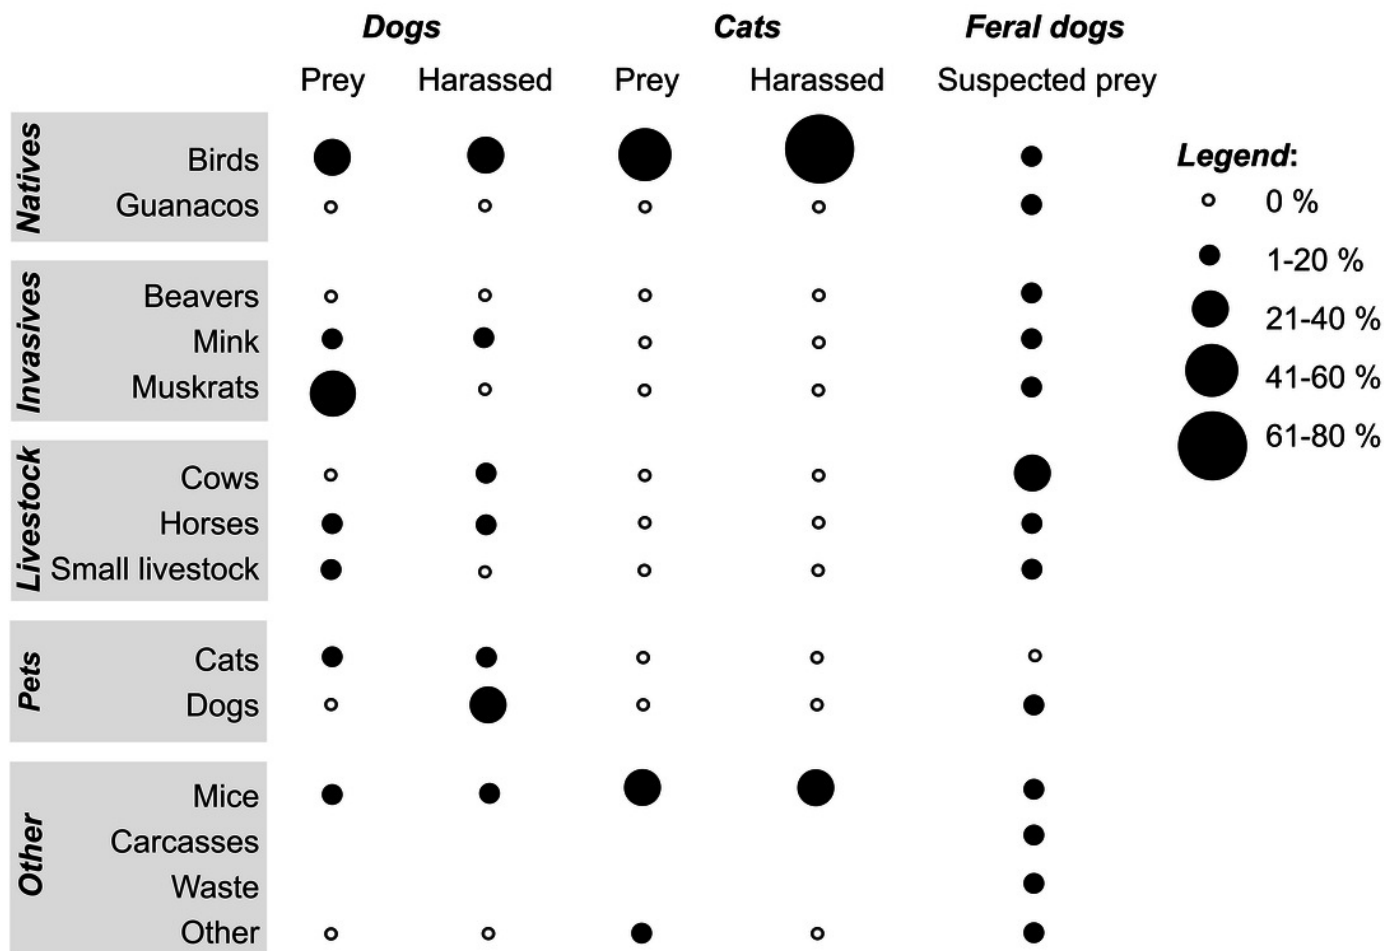 Dogs Cats Feral dogs
Prey Harassed Prey Harassed Suspected prey
Natives
Birds
Guanacos
Invasives
Beavers
Mink
Muskrats
Livestock
Cows
Horses
Small livestock
Pets
Cats
Dogs
Other
Mice
Carcasses
Waste
Other
Legend:
0 %
1-20 %
21-40 %
41-60 %
61-80 %